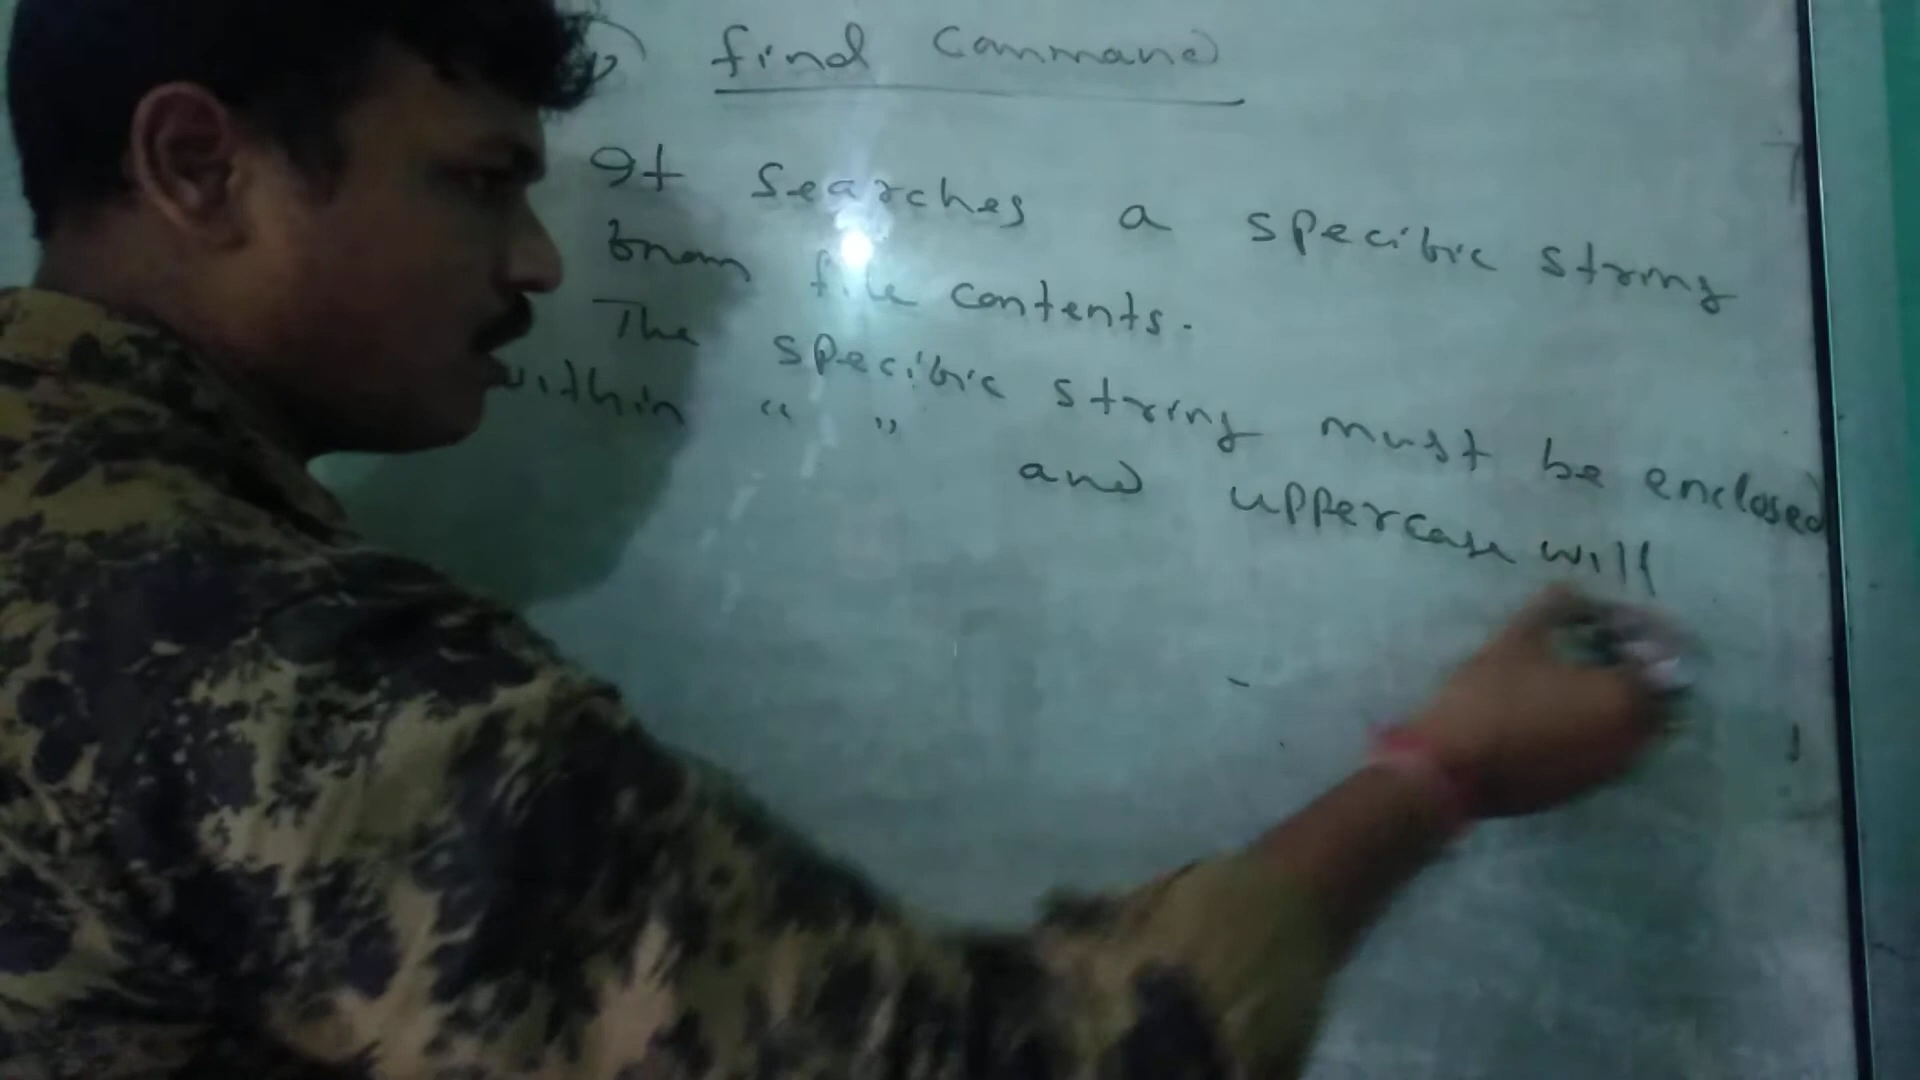 find Command
It searches a specific string
from file contents.
The specific string must be enclosed
within “ ” and uppercase will